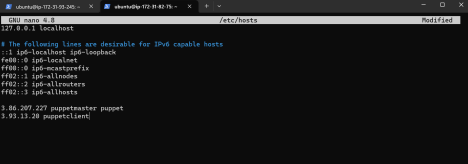 ubuntu@ip-172-31-93-245: ~
ubuntu@ip-172-31-82-75: ~
GNU nano 4.8 /etc/hosts Modified
127.0.0.1 localhost
# The following lines are desirable for IPv6 capable hosts
::1 ip6-localhost ip6-loopback
fe00::0 ip6-localnet
ff00::0 ip6-mcastprefix
ff02::1 ip6-allnodes
ff02::2 ip6-allrouters
ff02::3 ip6-allhosts
3.86.207.227 puppetmaster puppet
3.93.13.20 puppetclient